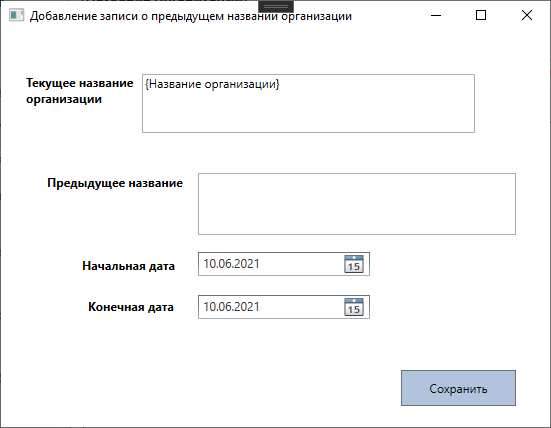 Добавление записи о предыдущем названии организации
Текущее название
организации
{Название организации}
Предыдущее название
Начальная дата
10.06.2021
15
Конечная дата
10.06.2021
15
Сохранить